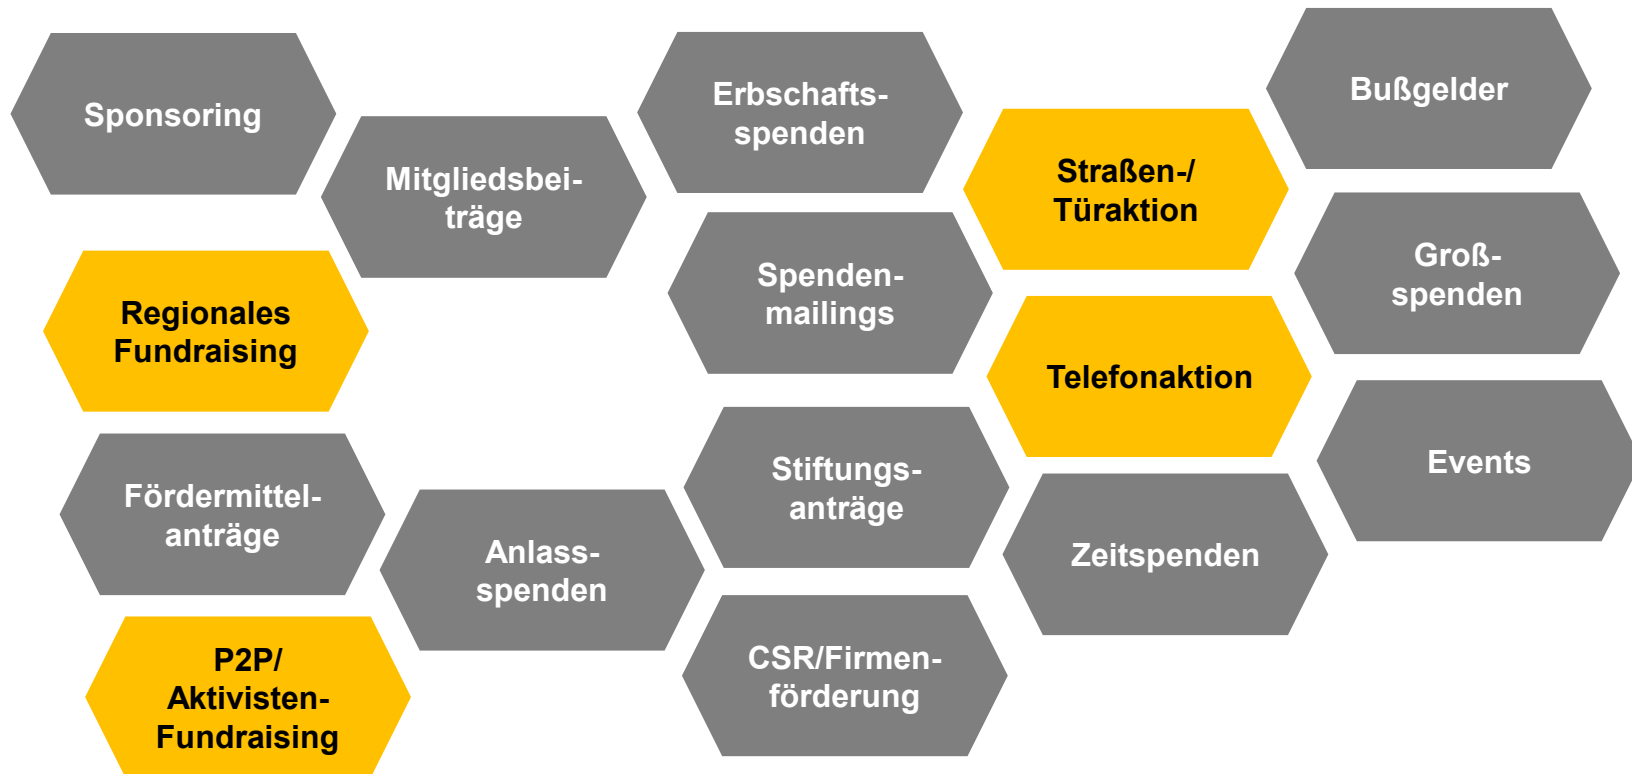 Sponsoring
Mitgliedsbei-
träge
Erbschafts-
spenden
Straßen-/
Türaktion
Bußgelder
Regionales
Fundraising
Spenden-
mailings
Telefonaktion
Groß-
spenden
Fördermittel-
anträge
Anlass-
spenden
Stiftungs-
anträge
Zeitspenden
Events
P2P/
Aktivisten-
Fundraising
CSR/Firmen-
förderung